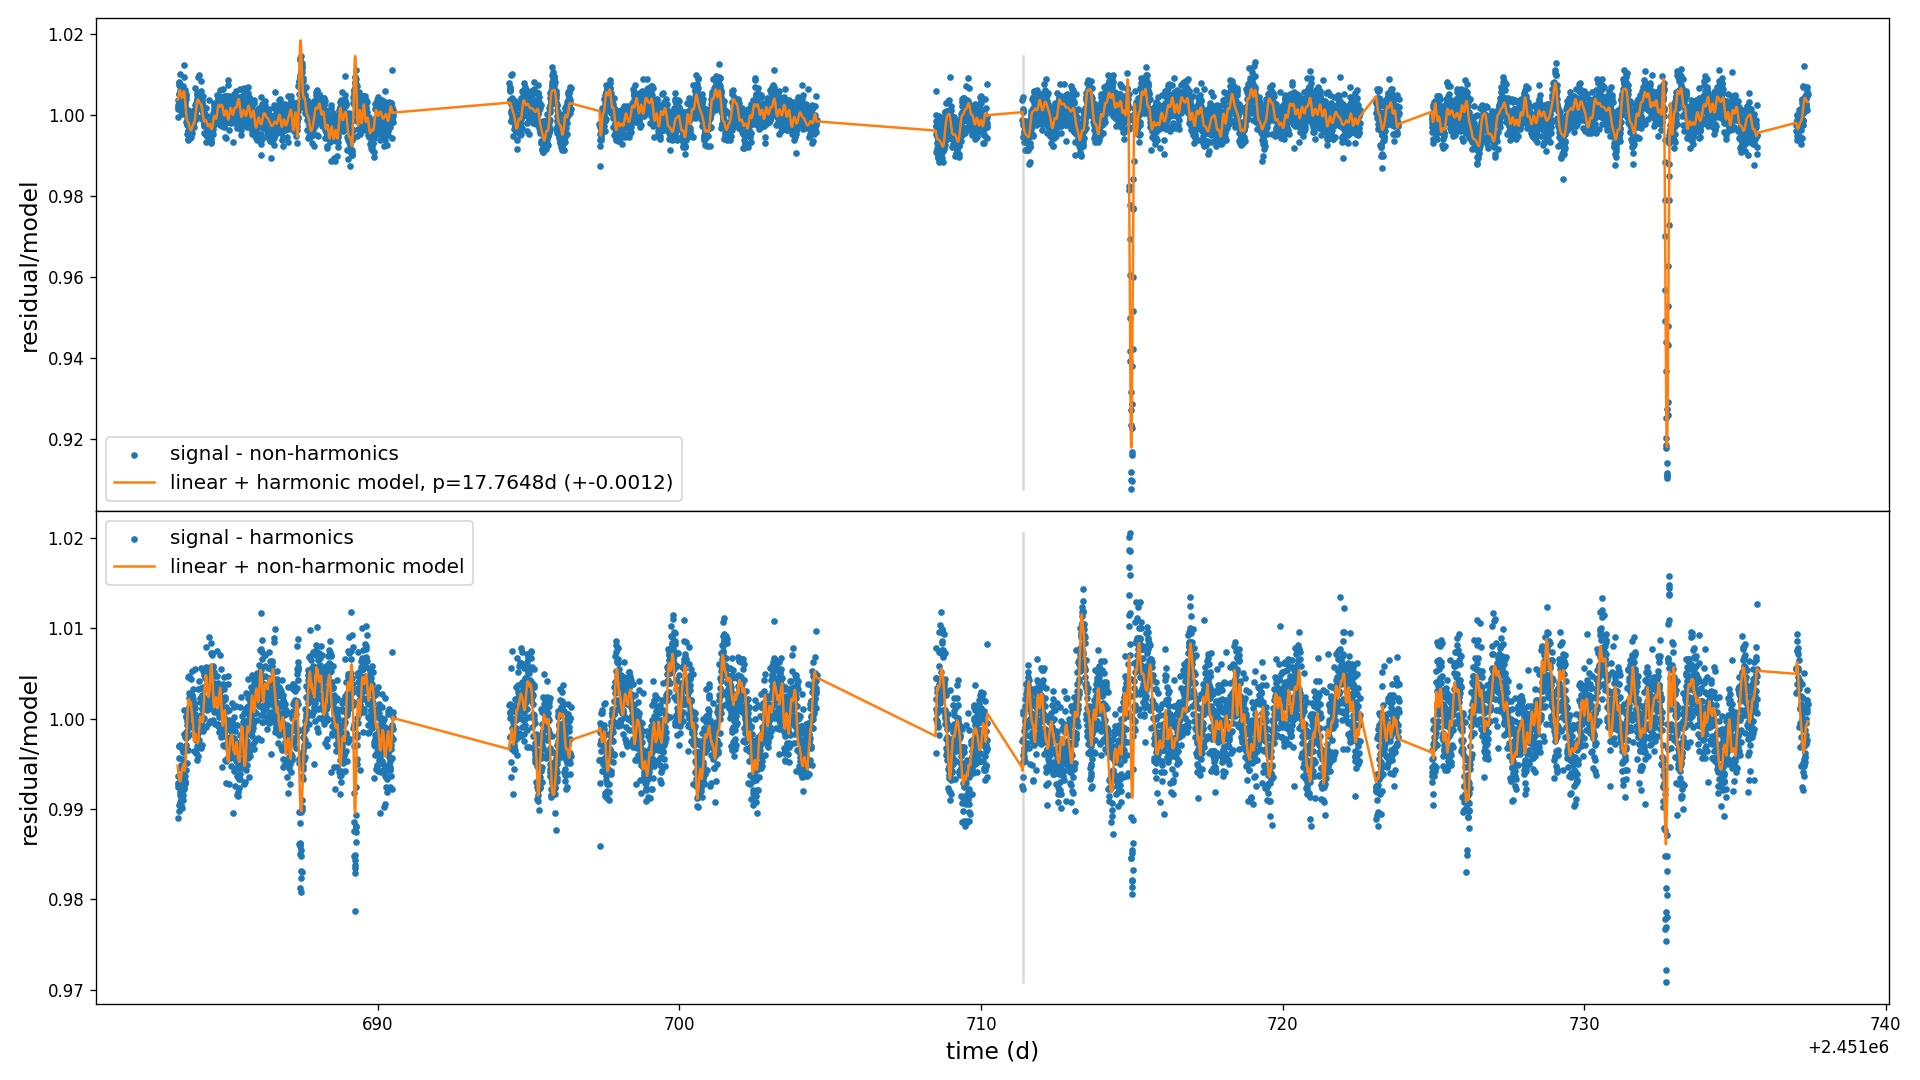 1.02
1.00
0.98
0.96
0.94
0.92
residual/model
signal - non-harmonics
linear + harmonic model, p=17.7648d (+-0.0012)
signal - harmonics
linear + non-harmonic model
1.02
1.01
1.00
0.99
0.98
0.97
residual/model
690
700
710
720
730
740
time (d)
+2.451e6